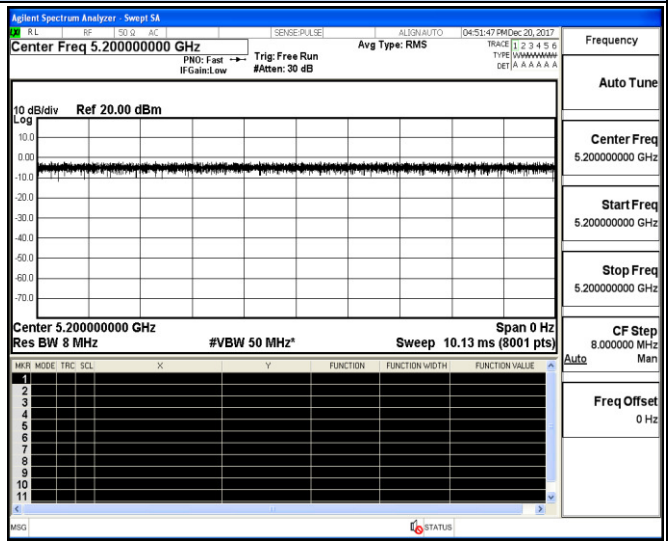 Agilent Spectrum Analyzer - Swept SA
RL RF 50 Ω AC SENSE:PULSE ALIGNAUTO 04:51:47 PM Dec 20, 2017
Center Freq 5.200000000 GHz
PNO: Fast
IFGain:Low
Trig: Free Run
#Atten: 30 dB
Avg Type: RMS
TRACE 1 2 3 4 5 6
TYPE
DET A A A A A A
10 dB/div Ref 20.00 dBm
Log
10.0
0.00
-10.0
-20.0
-30.0
-40.0
-50.0
-60.0
-70.0
Center 5.200000000 GHz Span 0 Hz
Res BW 8 MHz #VBW 50 MHz* Sweep 10.13 ms (8001 pts)
MKR MODE TRC SCL X Y FUNCTION FUNCTION WIDTH FUNCTION VALUE
1
2
3
4
5
6
7
8
9
10
11
MSG STATUS
Frequency
Auto Tune
Center Freq
5.200000000 GHz
Start Freq
5.200000000 GHz
Stop Freq
5.200000000 GHz
CF Step
8.000000 MHz
Auto Man
Freq Offset
0 Hz